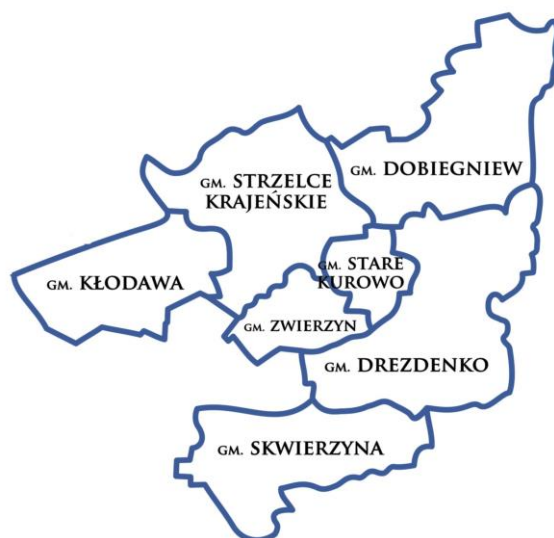 GM. DOBIEGNIEW
GM. STRZELCE
KRAJEŃSKIE
GM. STARE
KUROWO
GM. KŁODAWA
GM. ZWIERZYN
GM. DREZDENKO
GM. SKWIERZYNA